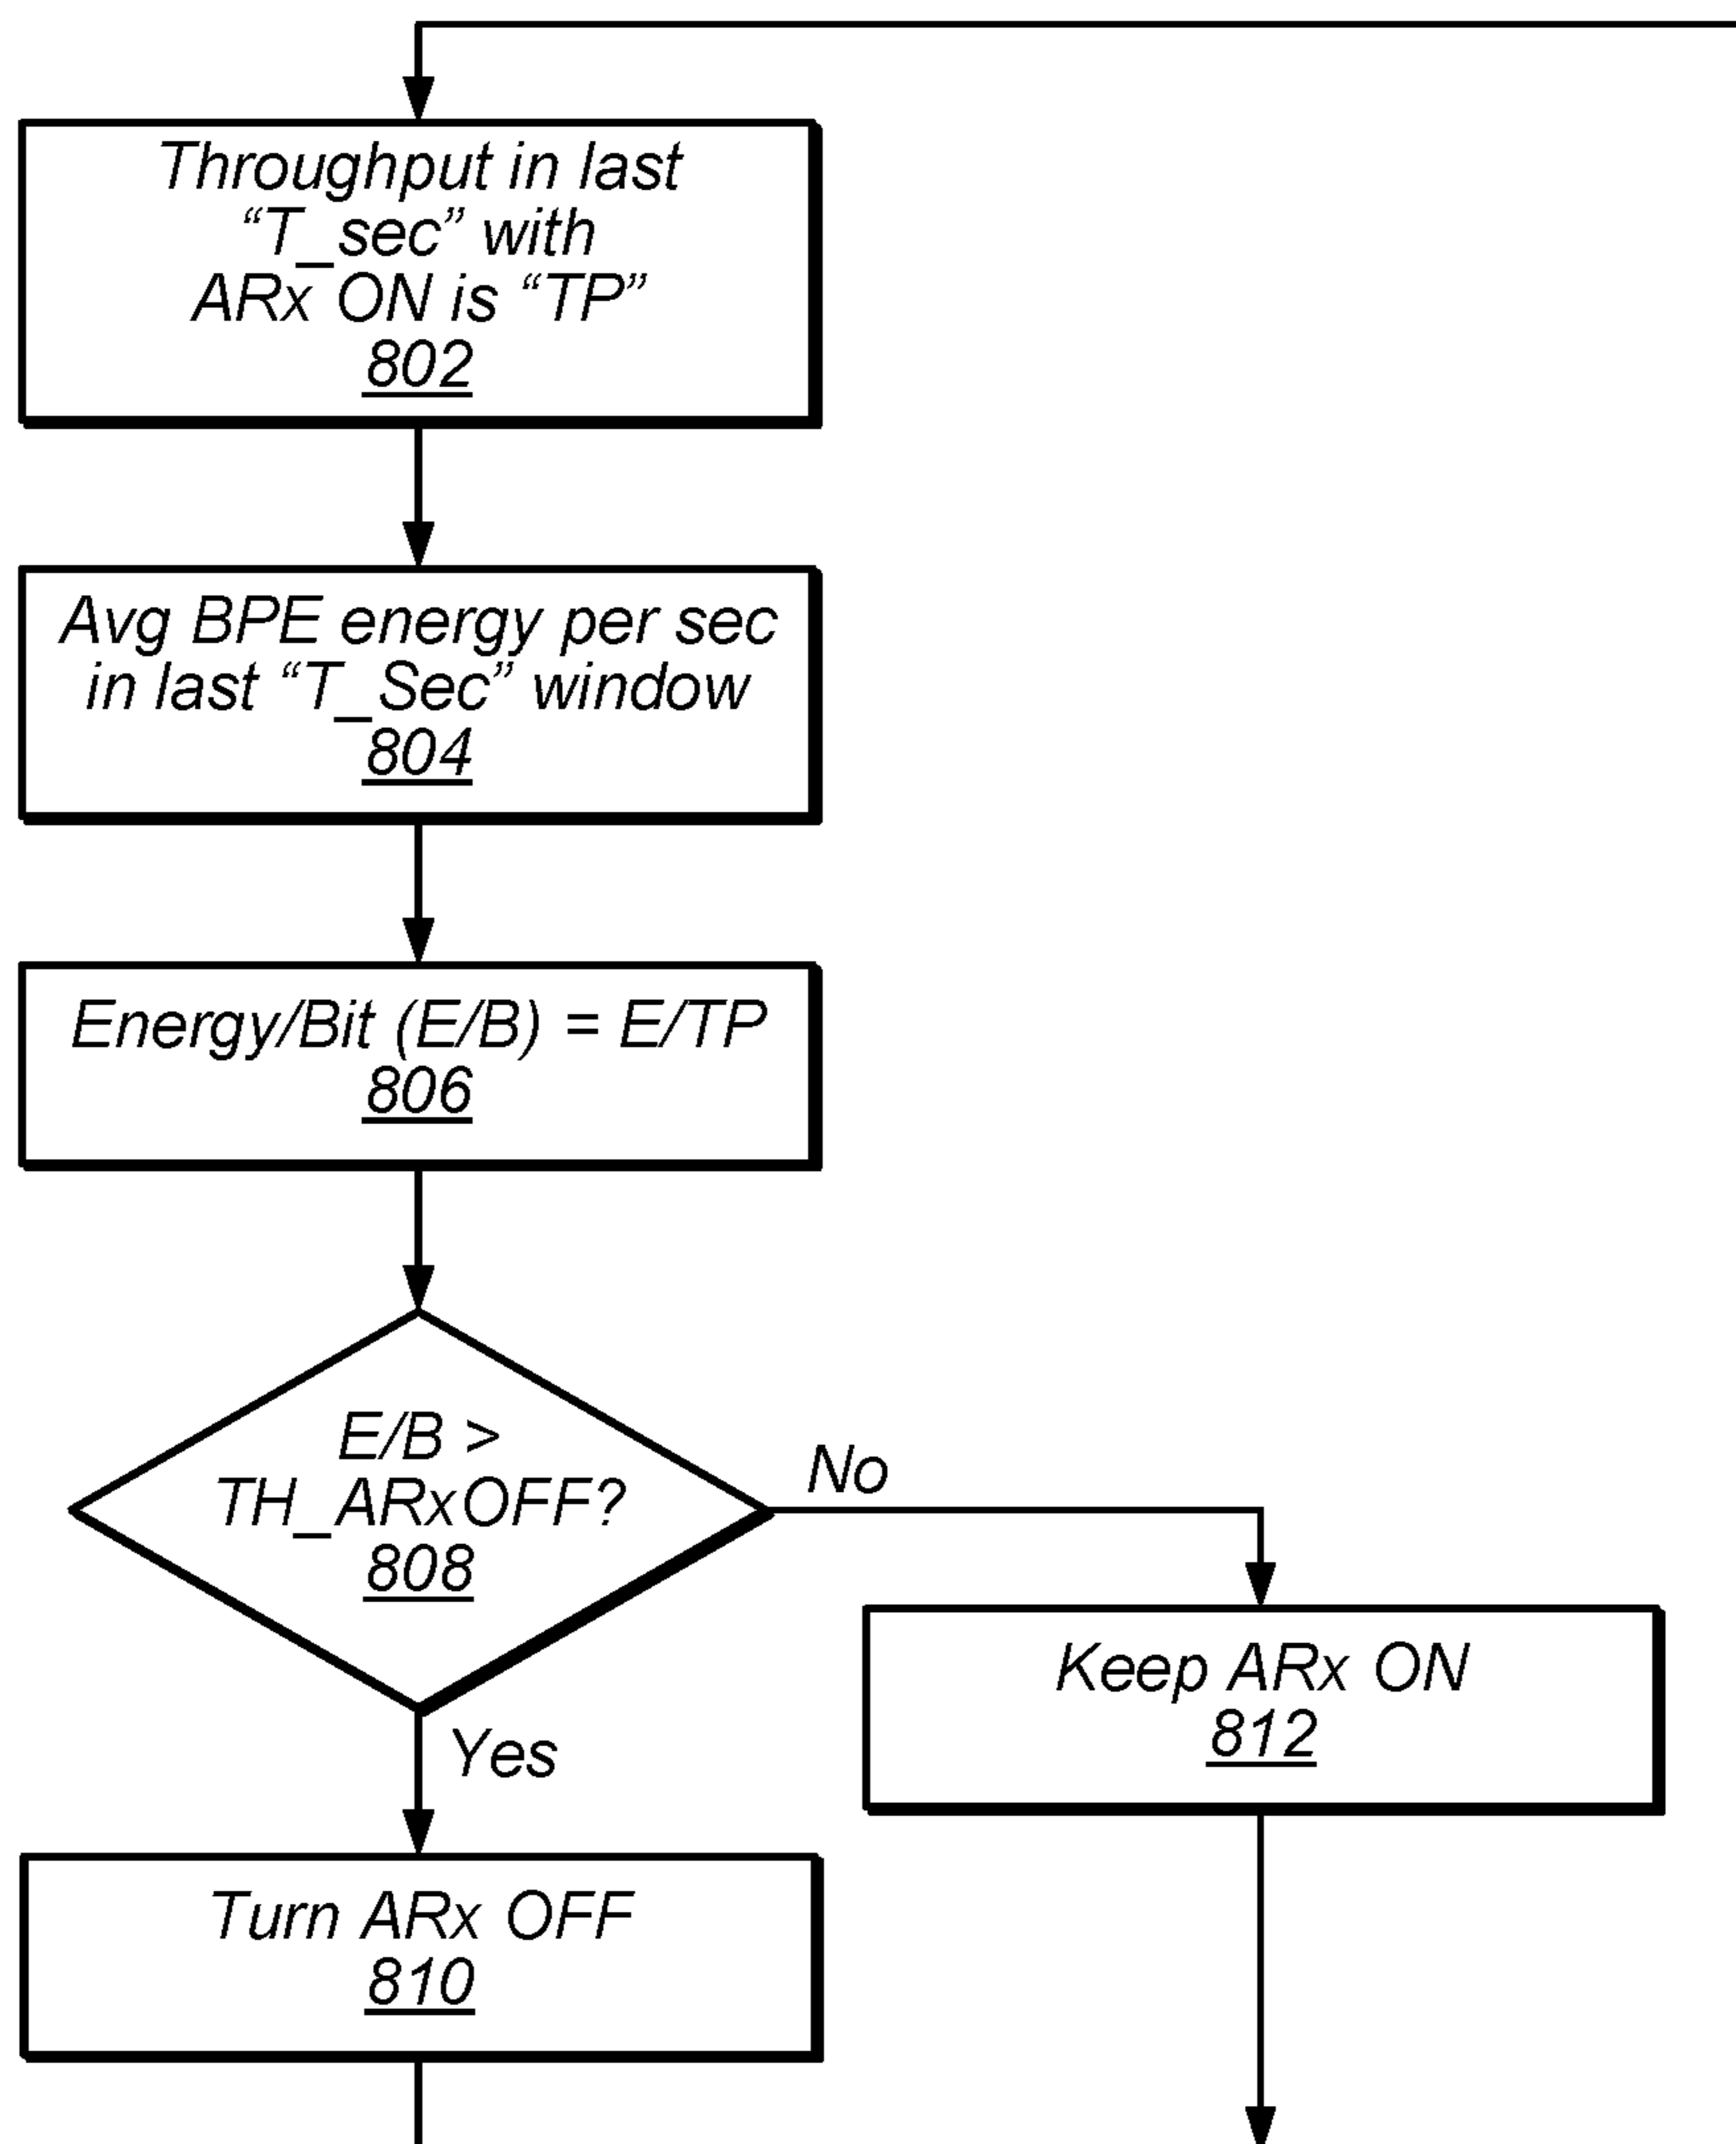 Throughput in last
“T_sec” with
ARx ON is “TP”
802
Avg BPE energy per sec
in last “T_Sec” window
804
Energy/Bit (E/B) = E/TP
806
E/B >
TH_ARxOFF?
808
No
Keep ARx ON
812
Yes
Turn ARx OFF
810